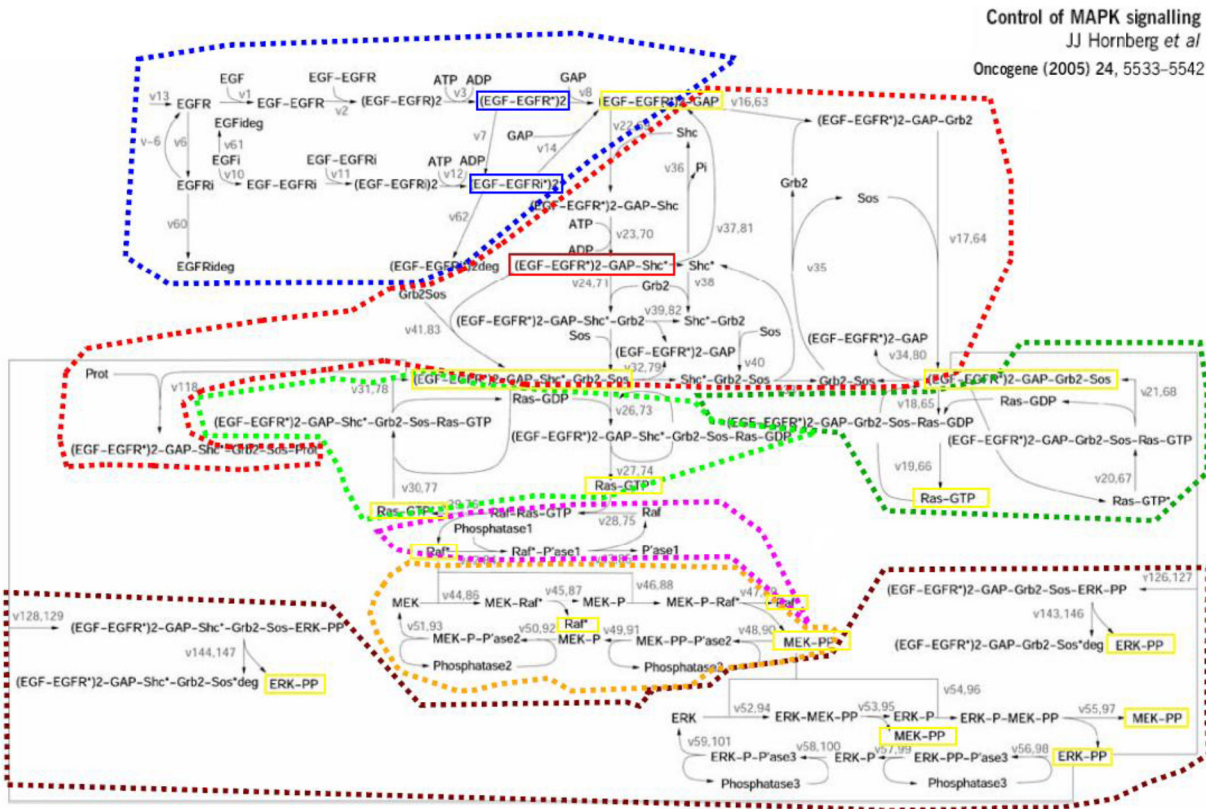 Control of MAPK signalling
JJ Hornberg et al
Oncogene (2005) 24, 5533–5542
EGF EGF–EGFR ATP ADP GAP
v13 v1 v2 v3 v8
EGFR EGF–EGFR (EGF–EGFR)2 (EGF–EGFR*)2 (EGF–EGFR*)2–GAP v16,63
(EGF–EGFR*)2–GAP–Grb2
EGFideg v7 GAP Shc
v–6 v6 v61 v14 v36
EGFi EGF–EGFRi ATP ADP Pi
v10 v11 v12
EGFRi EGF–EGFRi (EGF–EGFRi)2 (EGF–EGFRi*)2 Grb2 Sos
(EGF–EGFR*)2–GAP–Shc
v60 v62 ATP v23,70 v37,81 v17,64
ADP v35
EGFRideg (EGF–EGFRi*)2deg (EGF–EGFR*)2–GAP–Shc* Shc*
v24,71 Grb2 v38
Grb2Sos
v39,82
(EGF–EGFR*)2–GAP–Shc*–Grb2 Shc*–Grb2
v41,83 Sos Sos
(EGF–EGFR*)2–GAP v40 (EGF–EGFR*)2–GAP v34,80
v32,79
Prot v118 (EGF–EGFR*)2–GAP–Shc*–Grb2–Sos Shc*–Grb2–Sos Grb2–Sos (EGF–EGFR*)2–GAP–Grb2–Sos
v31,78 Ras–GDP v26,73 v18,65 Ras–GDP v21,68
(EGF–EGFR*)2–GAP–Shc*–Grb2–Sos–Ras–GTP (EGF–EGFR*)2–GAP–Grb2–Sos–Ras–GDP
(EGF–EGFR*)2–GAP–Shc*–Grb2–Sos–Ras–GDP (EGF–EGFR*)2–GAP–Grb2–Sos–Ras–GTP
(EGF–EGFR*)2–GAP–Shc*–Grb2–Sos–Prot
v27,74 v19,66 v20,67
v30,77 Ras–GTP Ras–GTP Ras–GTP*
Ras–GTP* Raf–Ras–GTP v28,75 Raf
Phosphatase1
Raf* Raf*–P'ase1 P'ase1
v46,88 v126,127
v44,86 v45,87
MEK MEK–Raf* MEK–P MEK–P–Raf* Raf* (EGF–EGFR*)2–GAP–Grb2–Sos–ERK–PP
v128,129 v143,146
Raf*
(EGF–EGFR*)2–GAP–Shc*–Grb2–Sos–ERK–PP v51,93 v50,92 v49,91 v48,90
MEK–P–P'ase2 MEK–P MEK–PP–P'ase2 MEK–PP (EGF–EGFR*)2–GAP–Grb2–Sos*deg ERK–PP
v144,147 Phosphatase2 Phosphatase2
(EGF–EGFR*)2–GAP–Shc*–Grb2–Sos*deg ERK–PP
v54,96
v52,94 v53,95 v55,97
ERK ERK–MEK–PP ERK–P ERK–P–MEK–PP MEK–PP
MEK–PP
v59,101 v58,100 v57,99 v56,98
ERK–P–P'ase3 ERK–P ERK–PP–P'ase3 ERK–PP
Phosphatase3 Phosphatase3